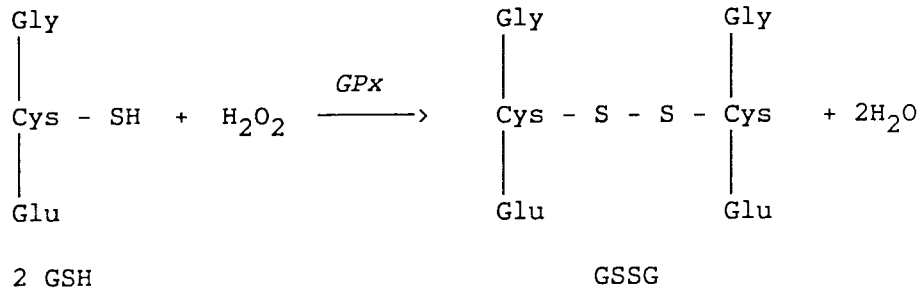 Gly Gly Gly
GPx
Cys - SH + H₂O₂ ⟶ Cys - S - S - Cys + 2H₂O
Glu Glu Glu
2 GSH GSSG